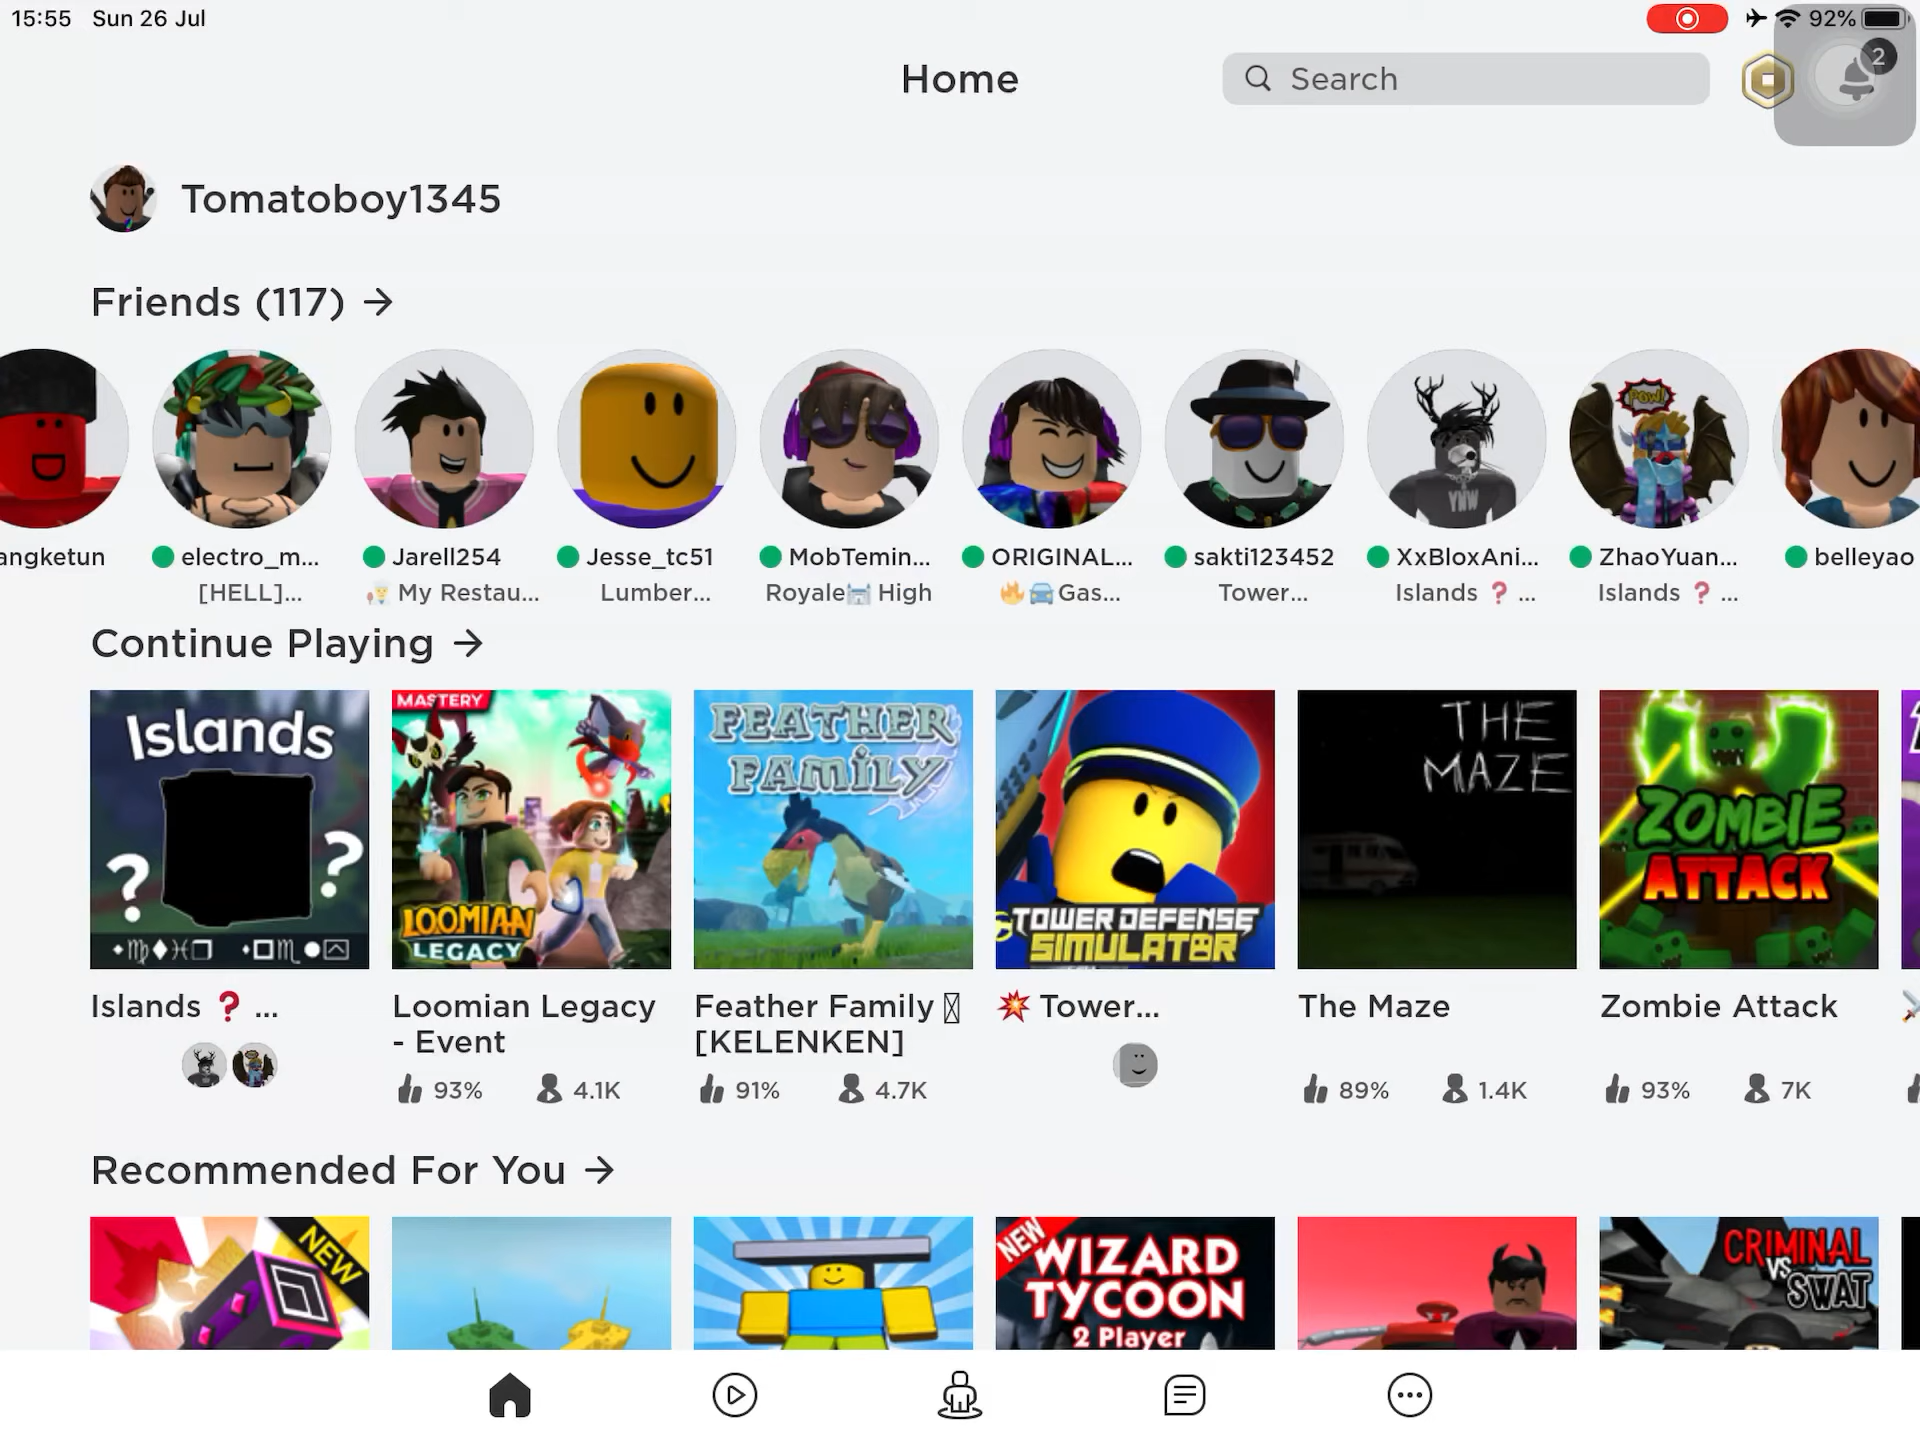 15:55 Sun 26 Jul
92%
Home
Search
2
Tomatoboy1345
Friends (117) →
angketun
electro_m...
Jarell254
Jesse_tc51
MobTemin...
ORIGINAL...
sakti123452
XxBloxAni...
ZhaoYuan...
belleyao
[HELL]...
My Restau...
Lumber...
Royale🏰 High
🔥🚘Gas...
Tower...
Islands ❓ ...
Islands ❓ ...
POW!
YNW
Continue Playing →
Islands
? ?
MASTERY
LOOMIAN
LEGACY
FEATHER
FAMILY
TOWER DEFENSE
SIMULATOR
THE
MAZE
ZOMBIE
ATTACK
Islands ❓ ...
Loomian Legacy
- Event
93% 4.1K
Feather Family
[KELENKEN]
91% 4.7K
💥 Tower...
The Maze
89% 1.4K
Zombie Attack
93% 7K
Recommended For You →
NEW
NEW
WIZARD
TYCOON
2 Player
CRIMINAL
VS
SWAT